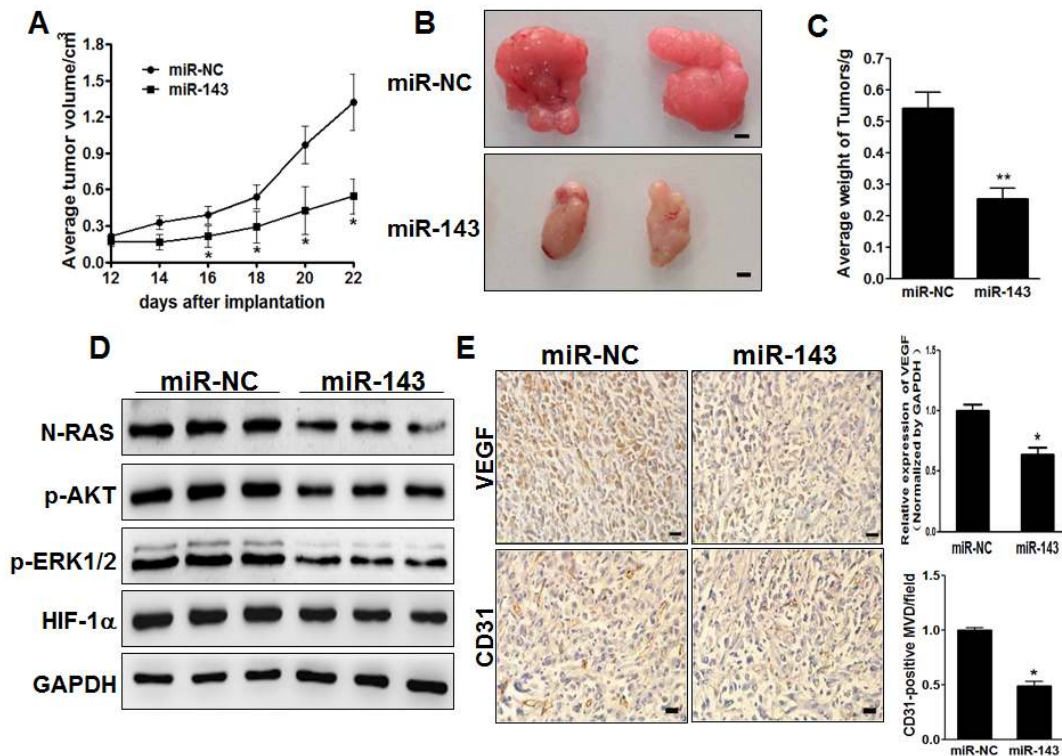 A
Average tumor volume/cm³
1.8
1.5
1.2
0.9
0.6
0.3
0.0
miR-NC
miR-143
*
*
*
*
12 14 16 18 20 22
days after implantation
B
miR-NC
miR-143
C
Average weight of Tumors/g
0.7
0.6
0.5
0.4
0.3
0.2
0.1
0.0
**
miR-NC miR-143
D
miR-NC miR-143
N-RAS
p-AKT
p-ERK1/2
HIF-1α
GAPDH
E
miR-NC miR-143
VEGF
CD31
Relative expression of VEGF
(Normalized by GAPDH)
1.5
1.0
0.5
0.0
*
miR-NC miR-143
CD31-positive MVD/field
1.5
1.0
0.5
0.0
*
miR-NC miR-143